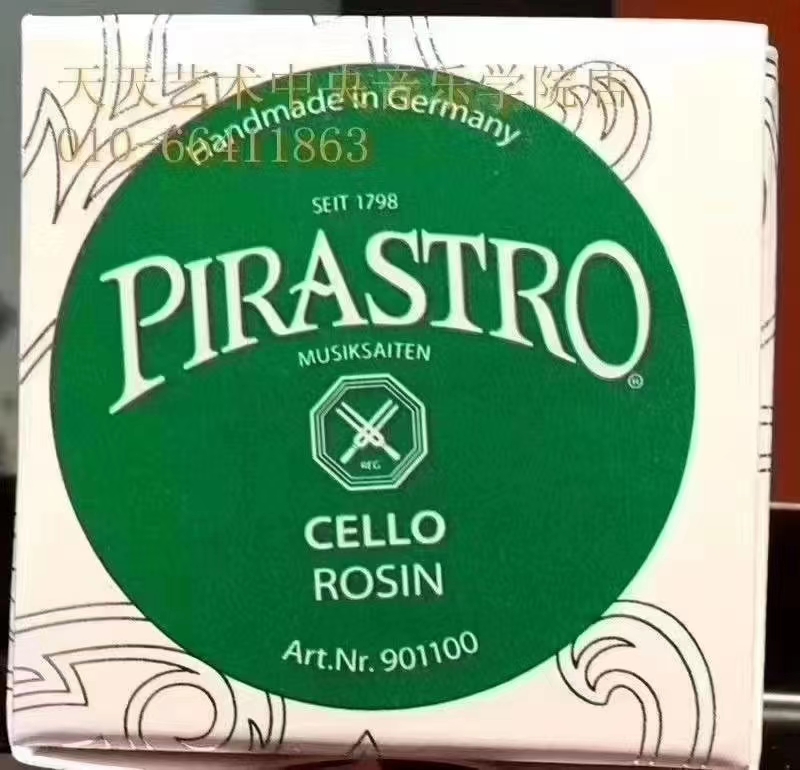 天天艺术中央音乐学院店
010-66411863
Handmade in Germany
SEIT 1798
PIRASTRO
®
MUSIKSAITEN
REG
CELLO
ROSIN
Art.Nr. 901100